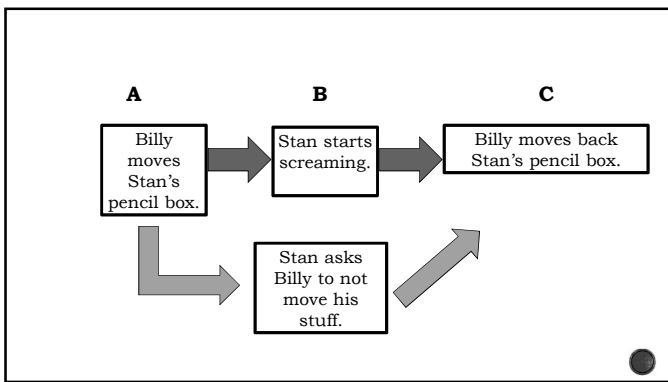 A
B
C
Billy
moves
Stan’s
pencil box.
Stan starts
screaming.
Billy moves back
Stan’s pencil box.
Stan asks
Billy to not
move his
stuff.